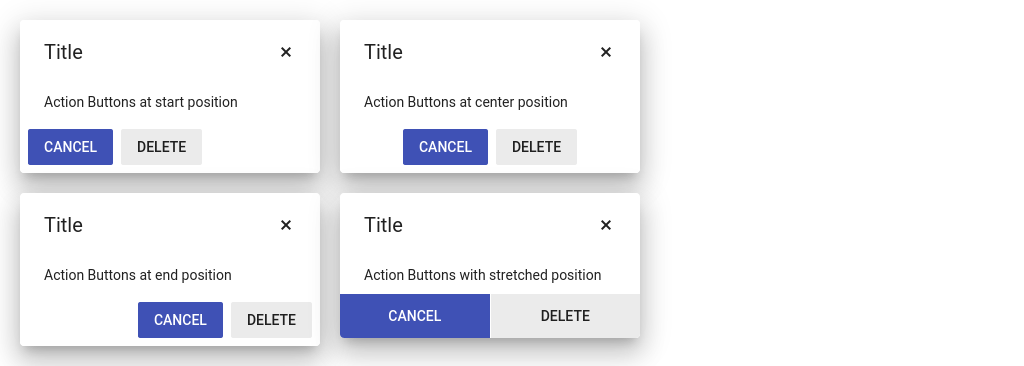 Title ×
Action Buttons at start position
CANCEL DELETE
Title ×
Action Buttons at center position
CANCEL DELETE
Title ×
Action Buttons at end position
CANCEL DELETE
Title ×
Action Buttons with stretched position
CANCEL DELETE